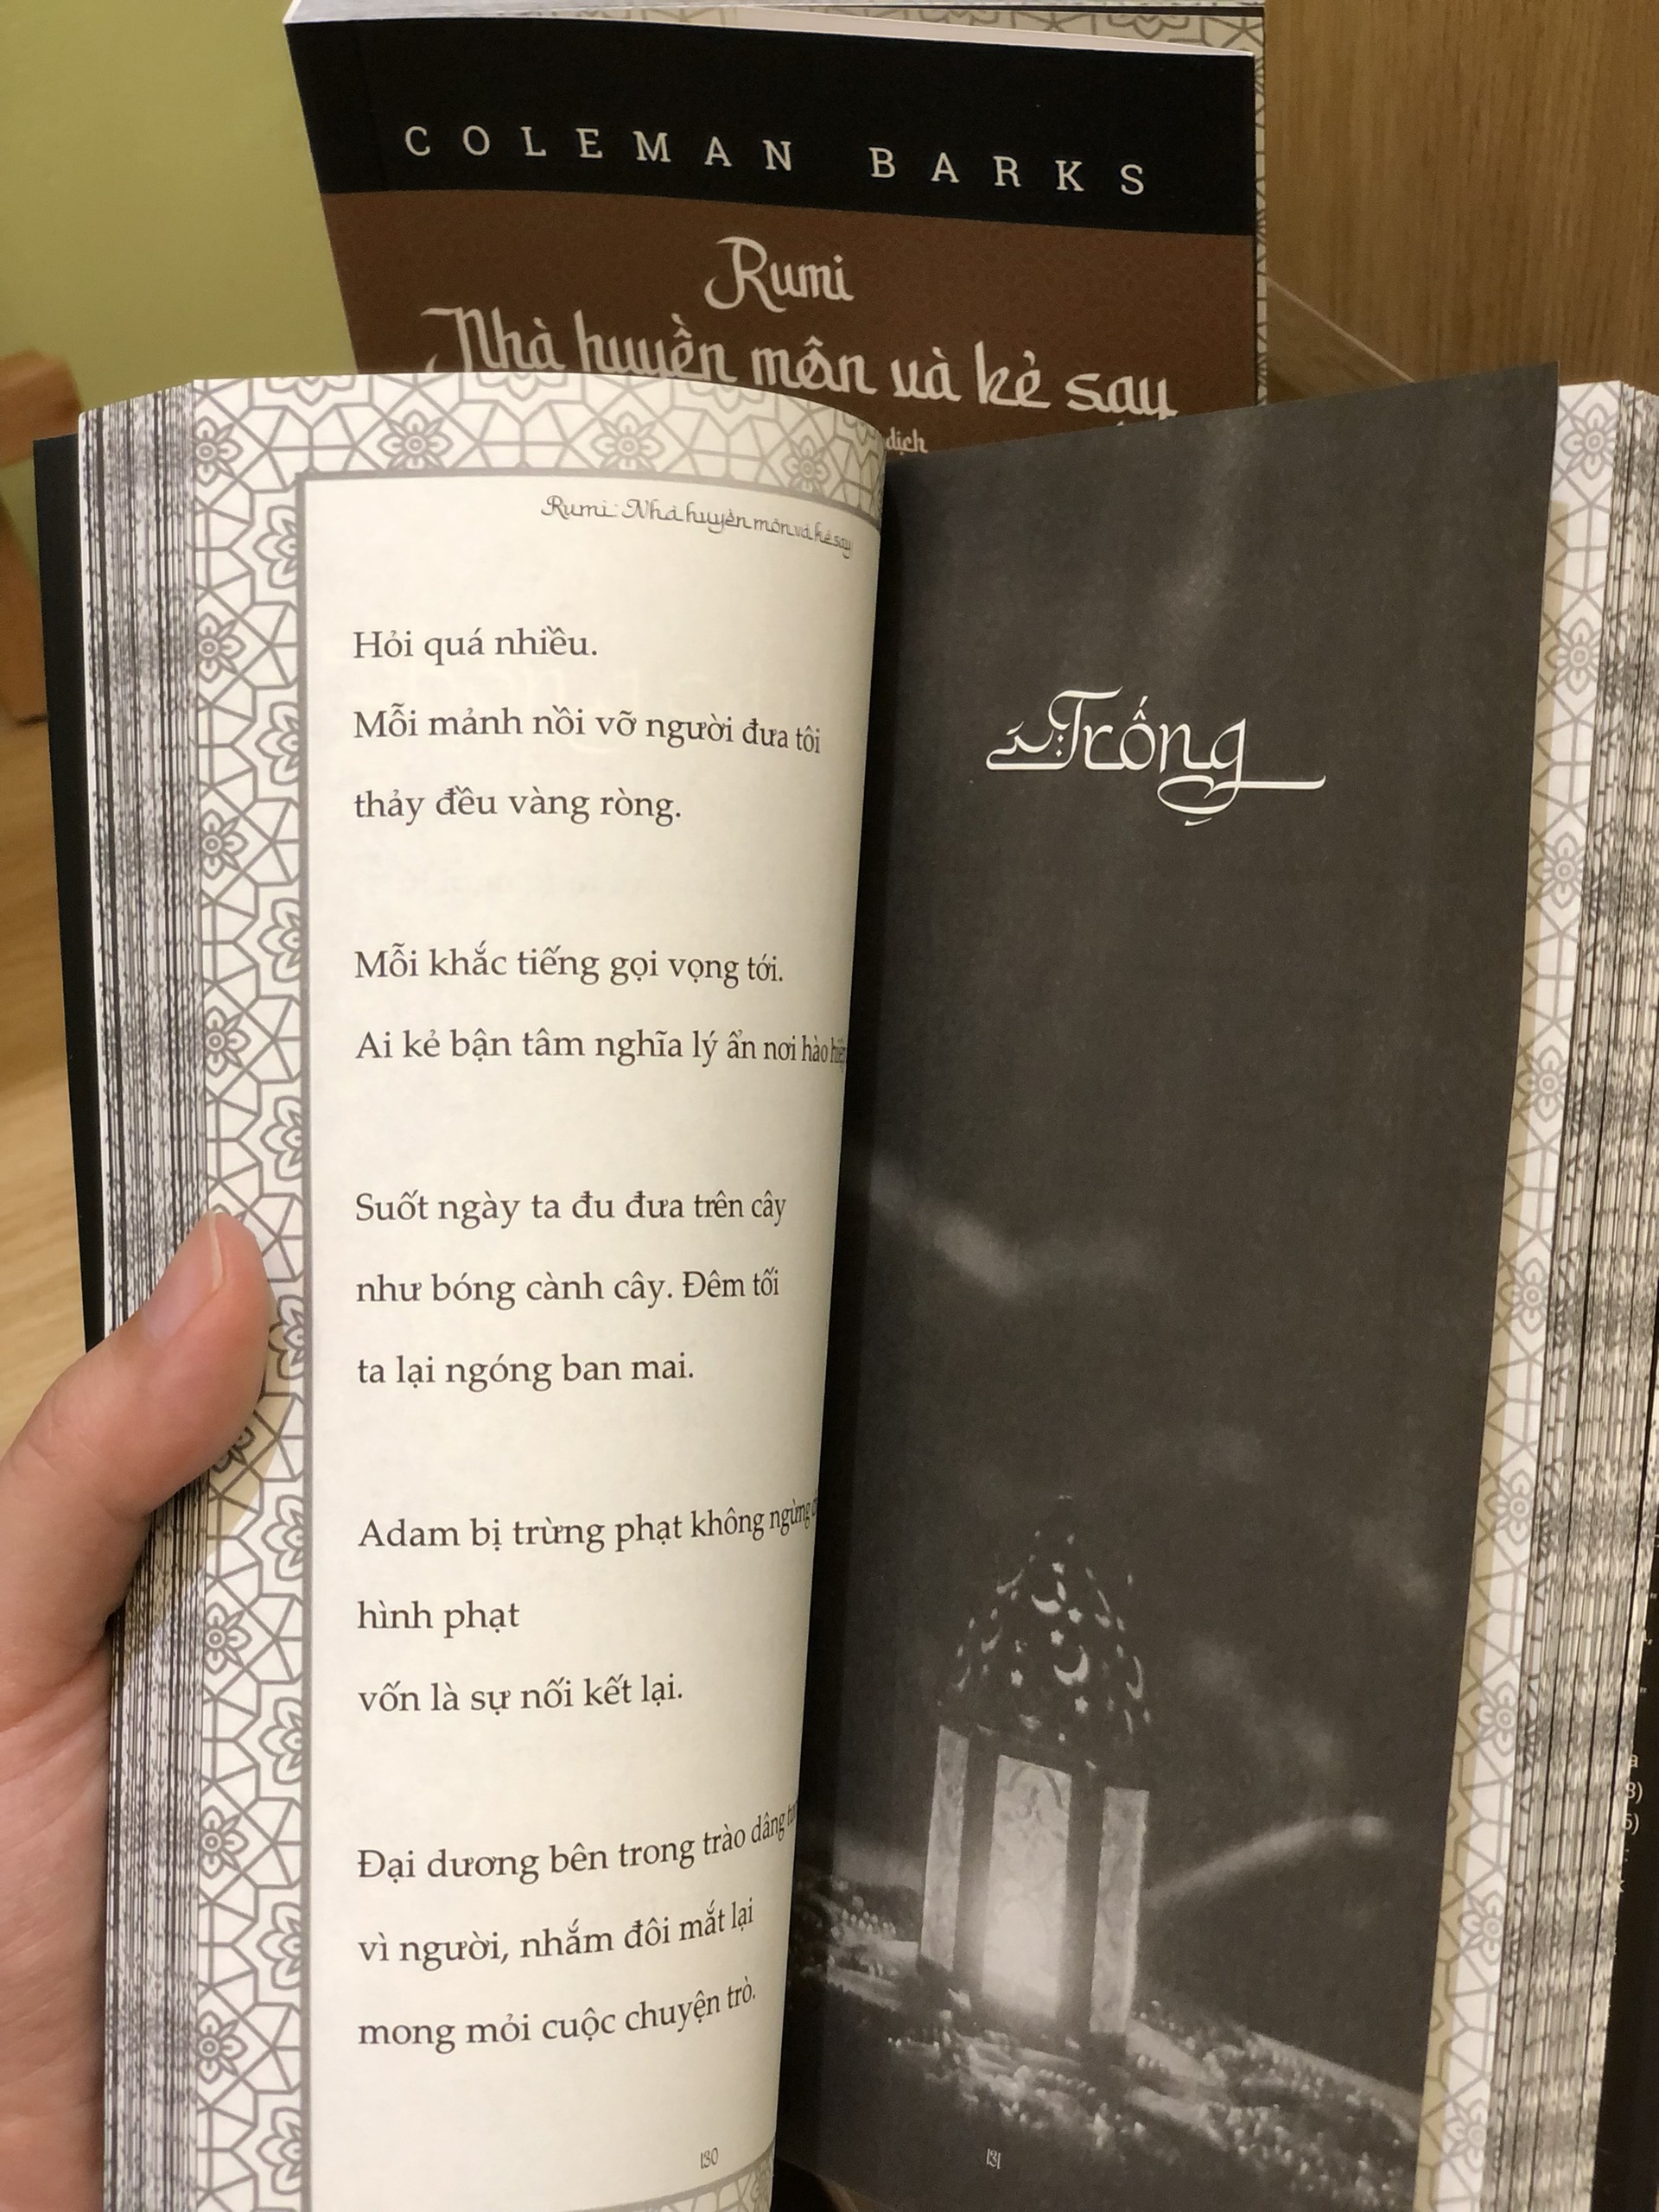 COLEMAN BARKS
Rumi
Nhà huyền môn và kẻ say
dịch
Rumi: Nhà huyền môn và kẻ say
Hỏi quá nhiều.
Mỗi mảnh nồi vỡ người đưa tôi
thảy đều vàng ròng.
Mỗi khắc tiếng gọi vọng tới.
Ai kẻ bận tâm nghĩa lý ẩn nơi hào
Suốt ngày ta đu đưa trên cây
như bóng cành cây. Đêm tối
ta lại ngóng ban mai.
Adam bị trừng phạt không ngừng
hình phạt
vốn là sự nối kết lại.
Đại dương bên trong trào dâng
vì người, nhắm đôi mắt lại
mong mỏi cuộc chuyện trò.
130
Trống
131